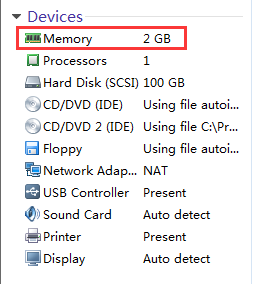 Devices
Memory 2 GB
Processors 1
Hard Disk (SCSI) 100 GB
CD/DVD (IDE) Using file autoi...
CD/DVD 2 (IDE) Using file C:\Pr...
Floppy Using file autoi...
Network Adap... NAT
USB Controller Present
Sound Card Auto detect
Printer Present
Display Auto detect